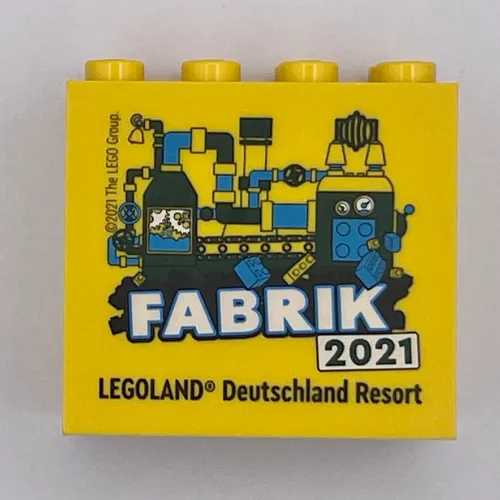 ©2021 The LEGO Group.
FABRIK
2021
LEGOLAND® Deutschland Resort